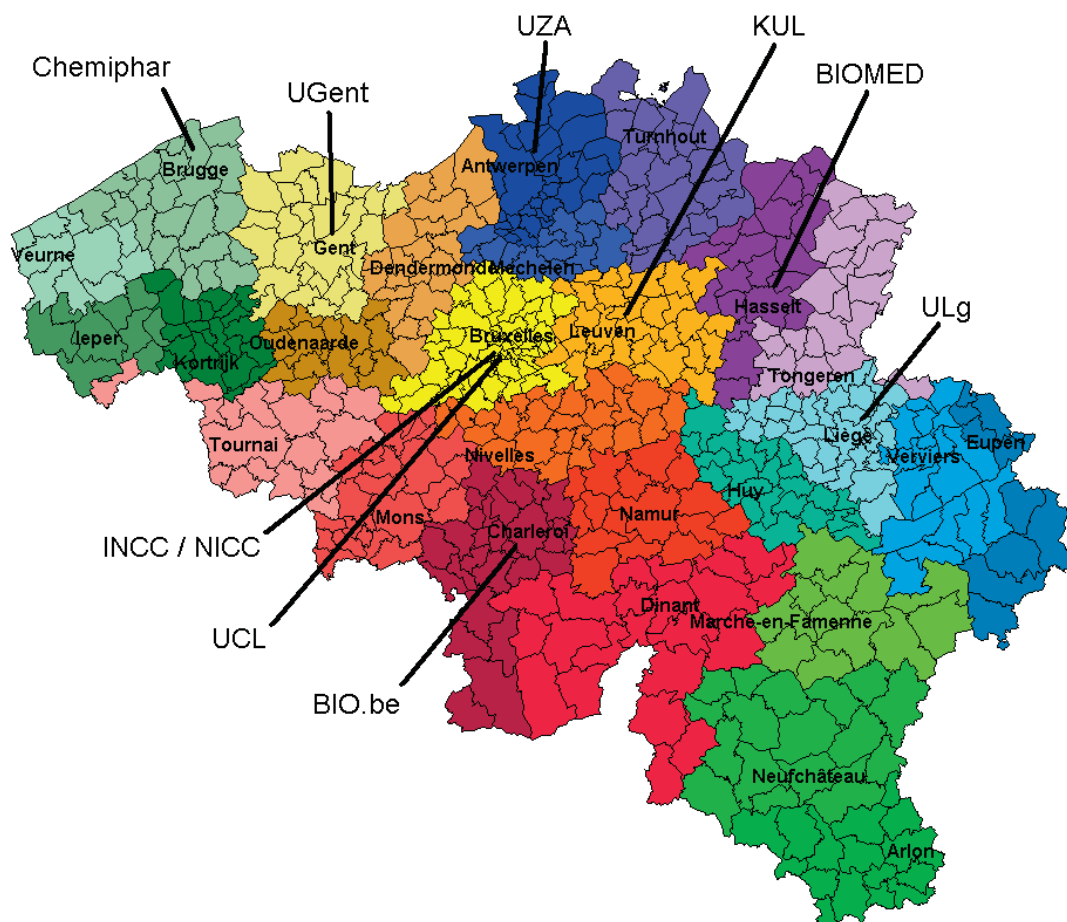 UZA
KUL
Chemiphar
BIOMED
UGent
Turnhout
Antwerpen
Brugge
Gent
Veurne
Dendermonde
Mechelen
Hasselt
ULg
Ieper
Bruxelles
Leuven
Oudenaarde
Kortrijk
Tongeren
Liège
Eupen
Tournai
Nivelles
Verviers
Huy
Mons
Namur
Charleroi
INCC / NICC
Dinant
Marche-en-Famenne
UCL
BIO.be
Neufchâteau
Arlon